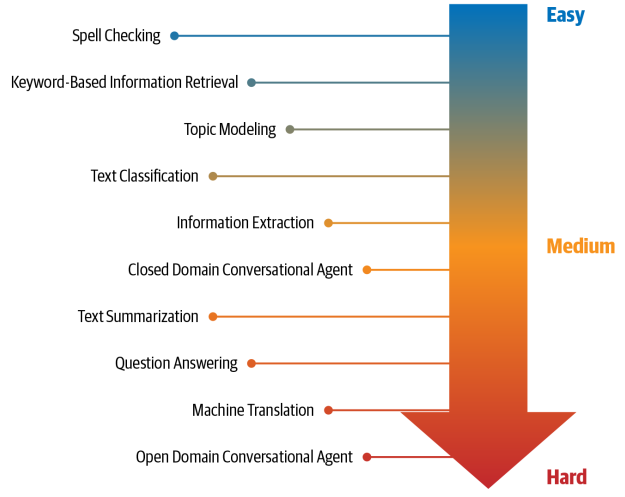 Easy
Spell Checking
Keyword-Based Information Retrieval
Topic Modeling
Text Classification
Information Extraction
Medium
Closed Domain Conversational Agent
Text Summarization
Question Answering
Machine Translation
Open Domain Conversational Agent
Hard